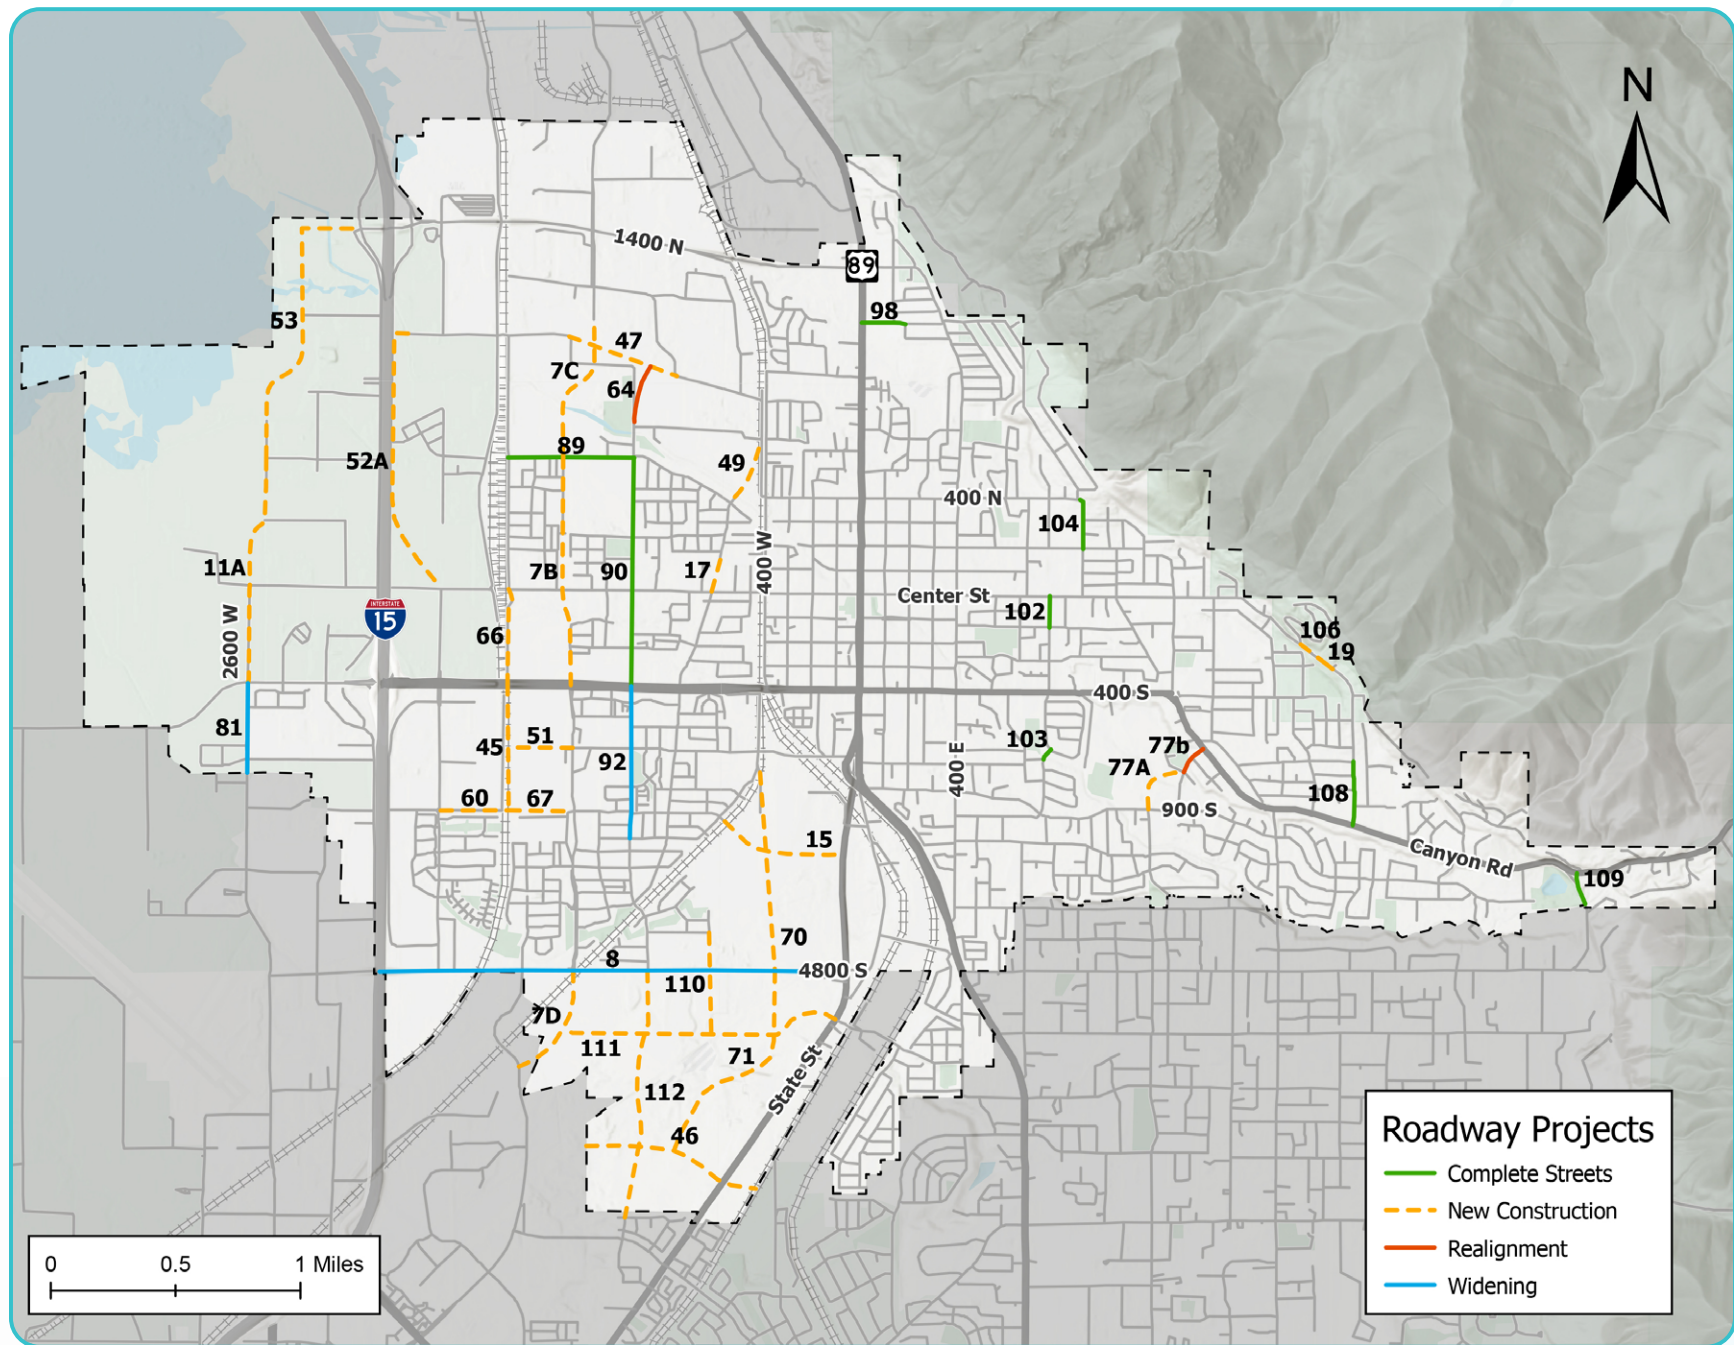 N
1400 N
89
98
53
47
7C
64
89
52A
49
400 N
104
11A
7B
90
17
400 W
Center St
102
INTERSTATE
15
2600 W
66
106
19
400 S
81
45
51
92
103
400 E
77b
77A
60
67
900 S
108
15
Canyon Rd
109
70
8
4800 S
110
7D
111
71
112
State St
46
Roadway Projects
Complete Streets
New Construction
Realignment
Widening
0 0.5 1 Miles